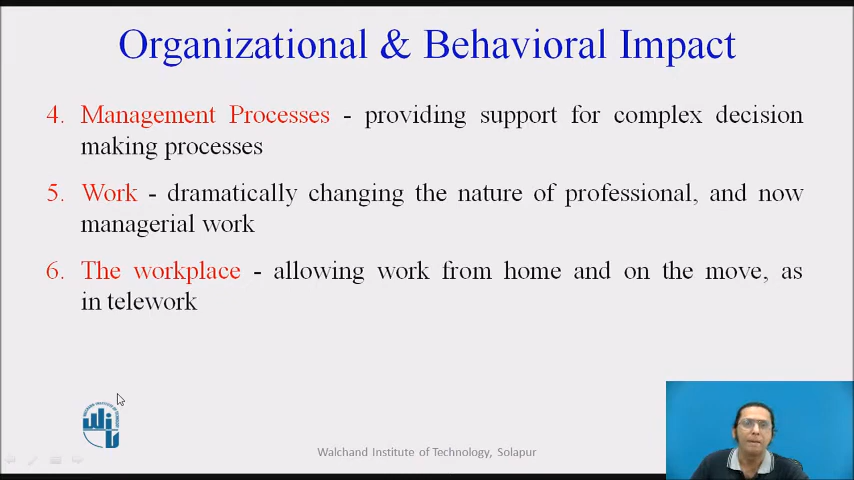 Organizational & Behavioral Impact
4. Management Processes - providing support for complex decision
making processes
5. Work - dramatically changing the nature of professional, and now
managerial work
6. The workplace - allowing work from home and on the move, as
in telework
Walchand Institute of Technology, Solapur